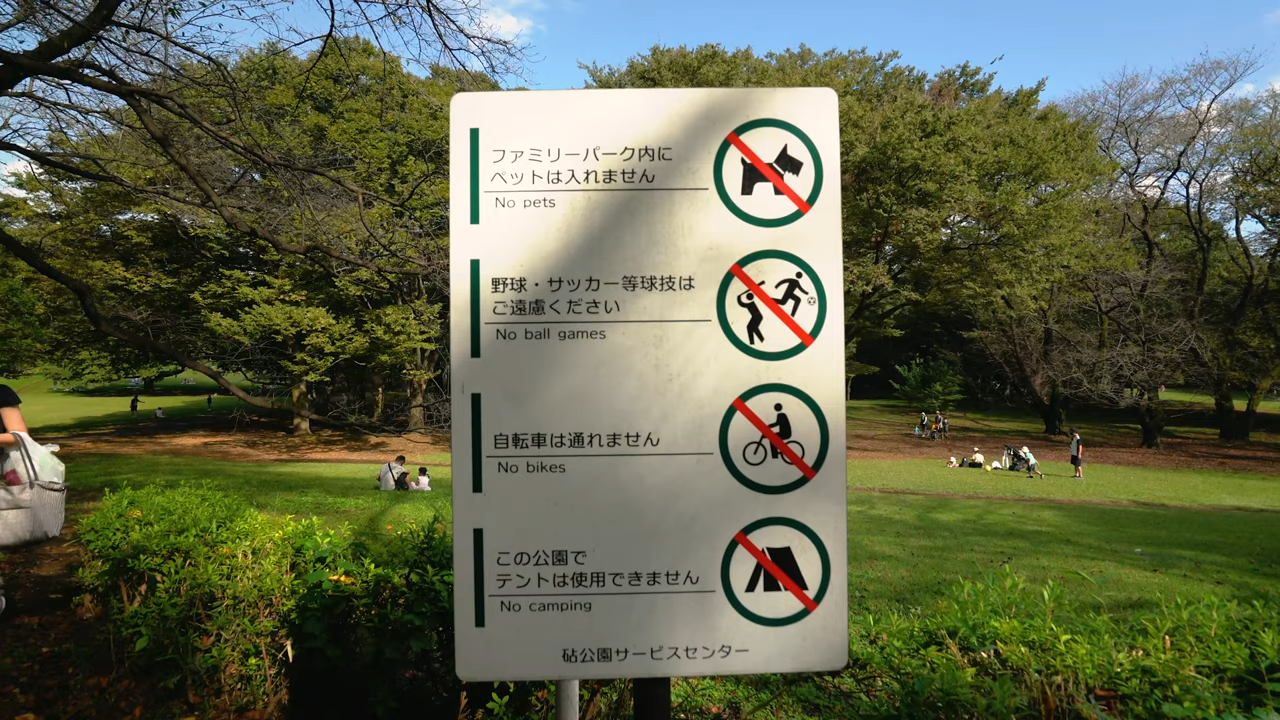 ファミリーパーク内に
ペットは入れません
No pets
野球・サッカー等球技は
ご遠慮ください
No ball games
自転車は通れません
No bikes
この公園で
テントは使用できません
No camping
砧公園サービスセンター